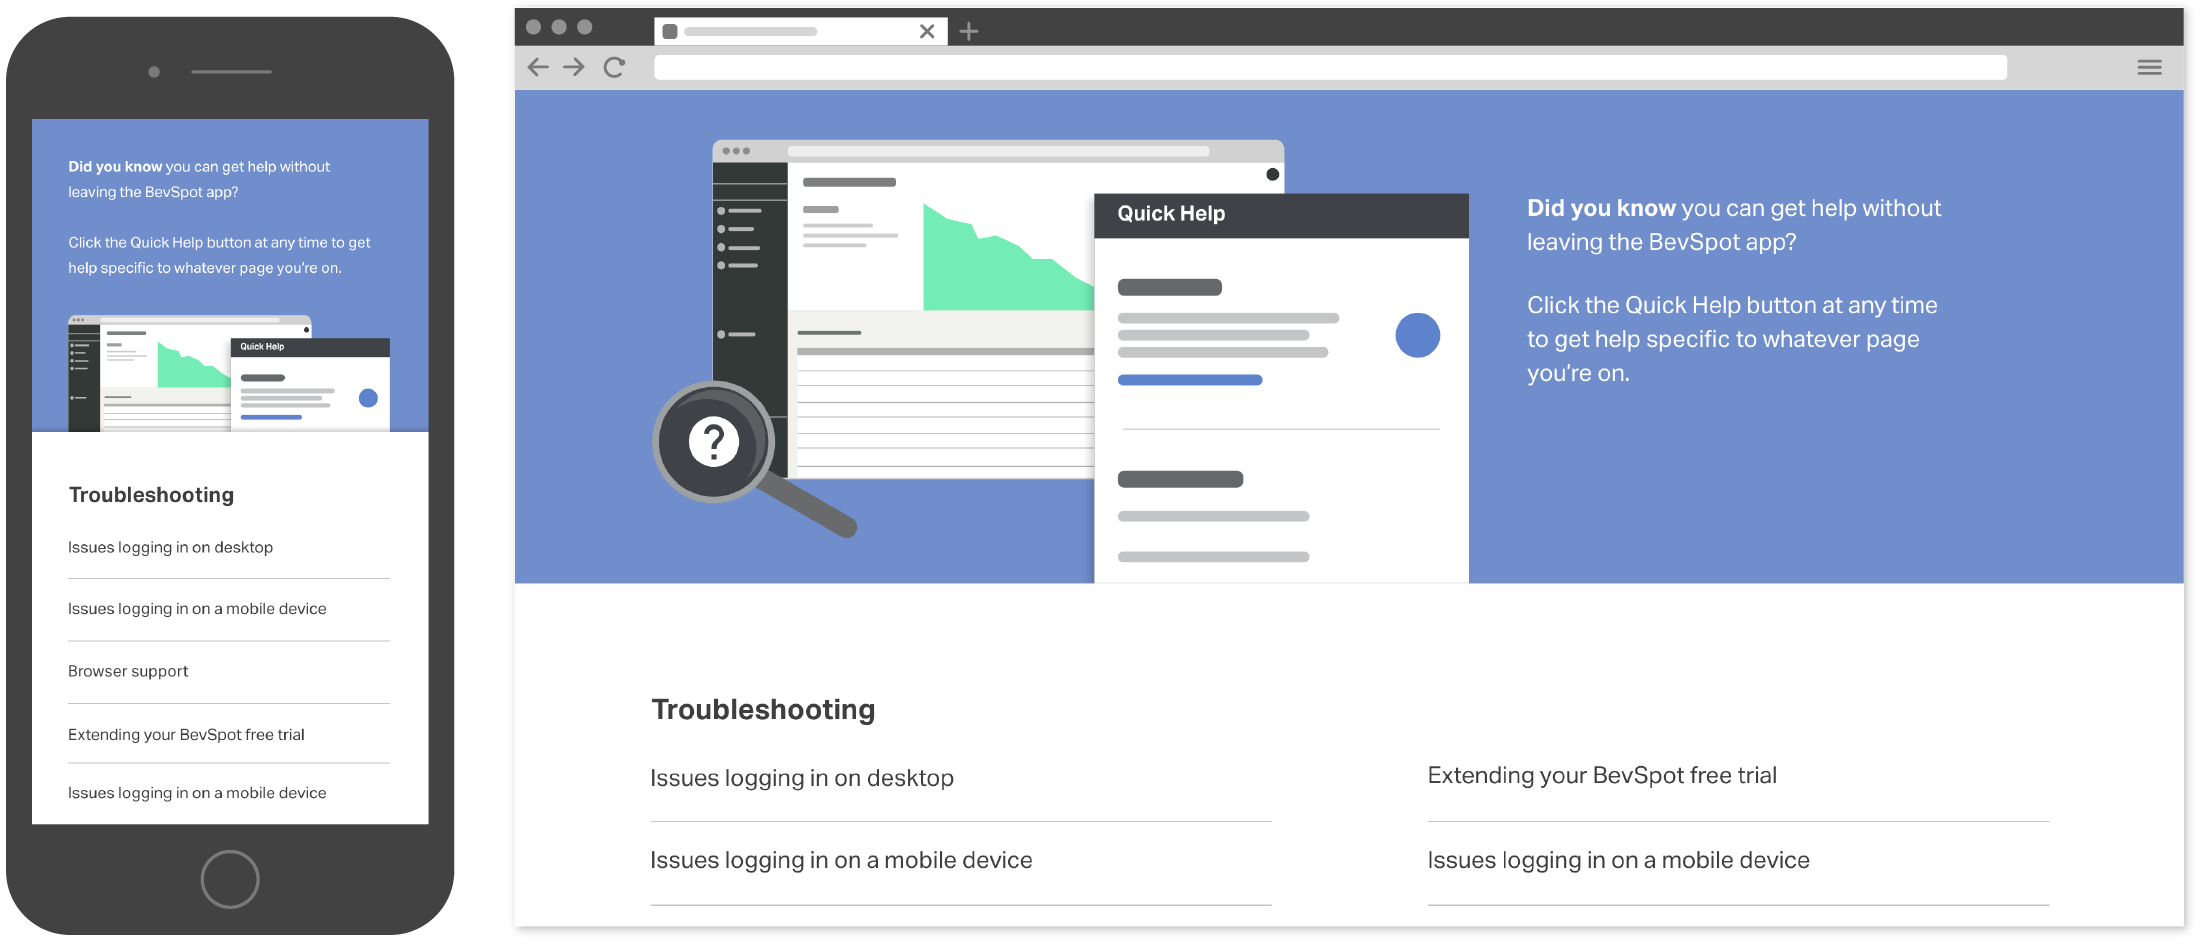 Did you know you can get help without
leaving the BevSpot app?
Click the Quick Help button at any time to get
help specific to whatever page you're on.
Quick Help
Troubleshooting
Issues logging in on desktop
Issues logging in on a mobile device
Browser support
Extending your BevSpot free trial
Issues logging in on a mobile device
Quick Help
?
Did you know you can get help without
leaving the BevSpot app?
Click the Quick Help button at any time
to get help specific to whatever page
you're on.
Troubleshooting
Issues logging in on desktop
Extending your BevSpot free trial
Issues logging in on a mobile device
Issues logging in on a mobile device